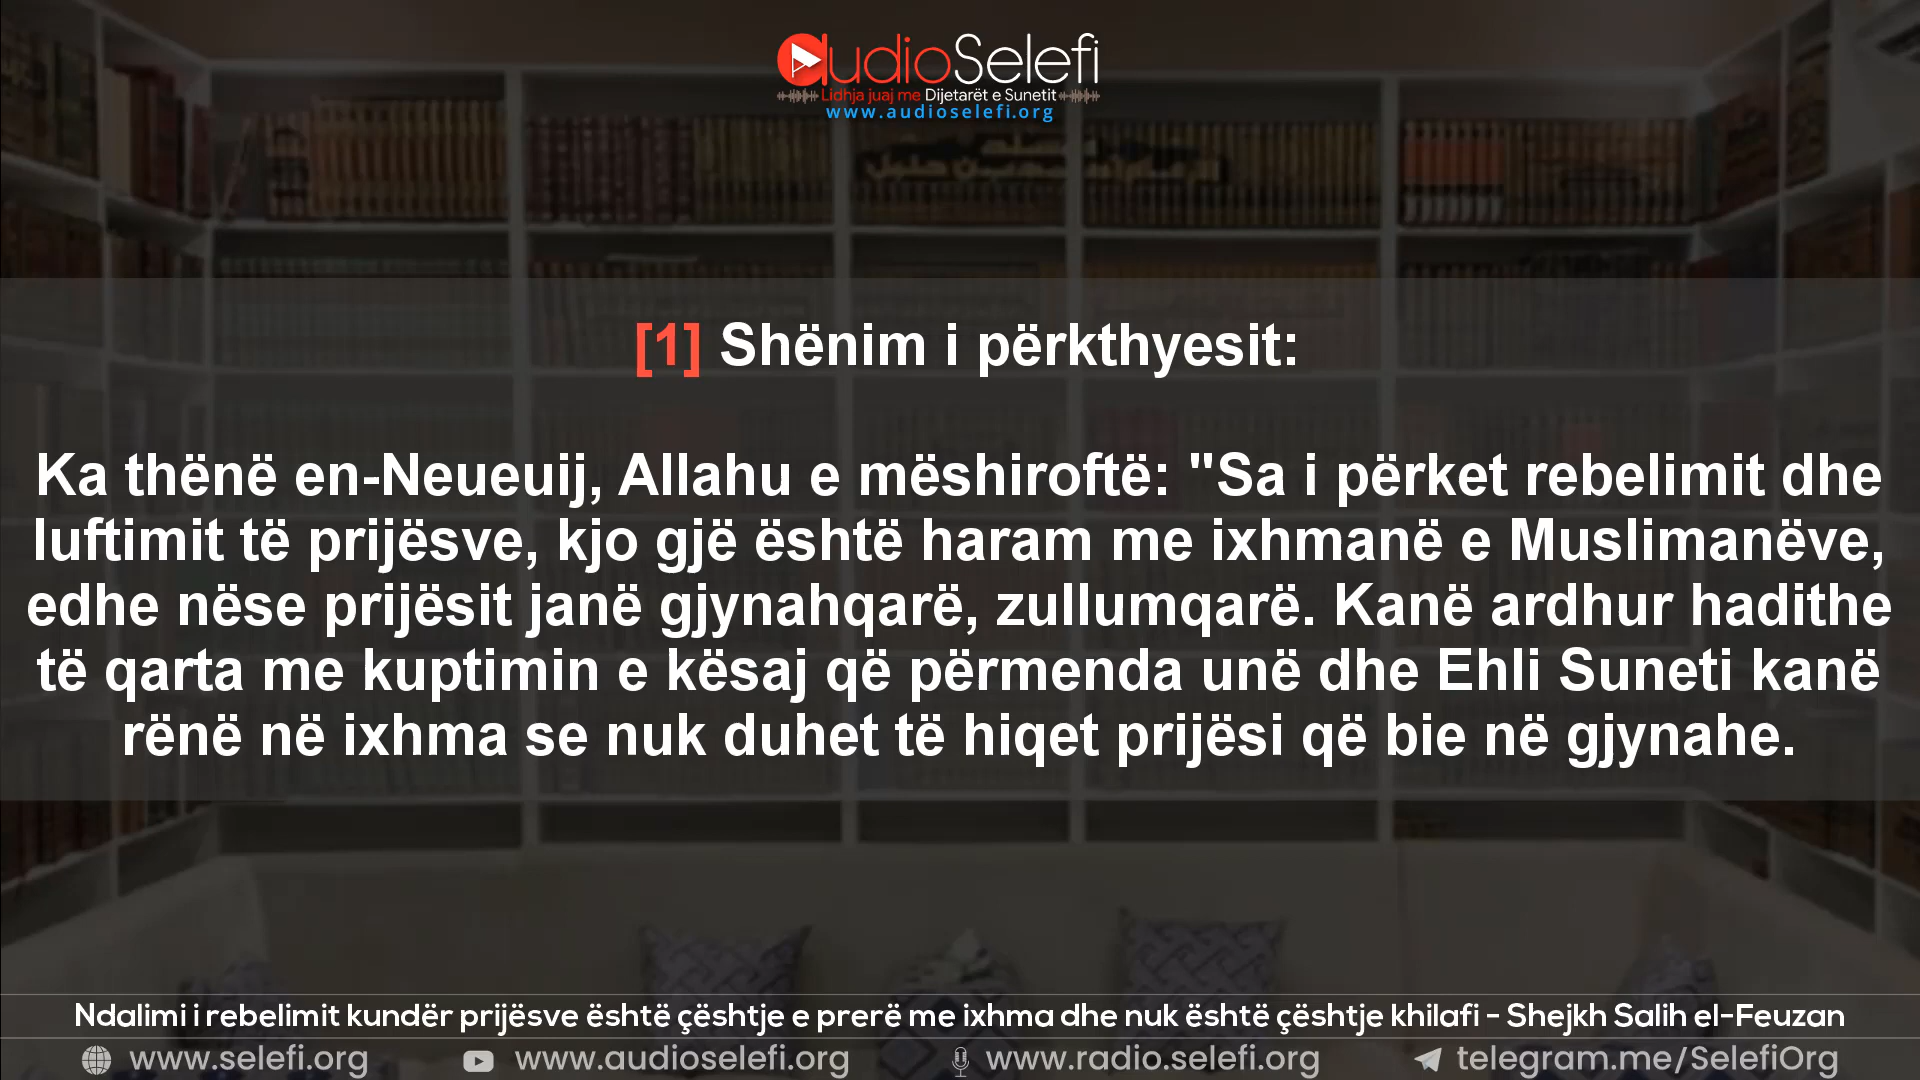 audioSelefi
Lidhja juaj me Dijetarët e Sunetit
www.audioselefi.org
[1] Shënim i përkthyesit:
Ka thënë en-Neueuij, Allahu e mëshiroftë: "Sa i përket rebelimit dhe
luftimit të prijësve, kjo gjë është haram me ixhmanë e Muslimanëve,
edhe nëse prijësit janë gjynahqarë, zullumqarë. Kanë ardhur hadithe
të qarta me kuptimin e kësaj që përmenda unë dhe Ehli Suneti kanë
rënë në ixhma se nuk duhet të hiqet prijësi që bie në gjynahe.
Ndalimi i rebelimit kundër prijësve është çështje e prerë me ixhma dhe nuk është çështje khilafi - Shejkh Salih el-Feuzan
www.selefi.org www.audioselefi.org www.radio.selefi.org telegram.me/SelefiOrg